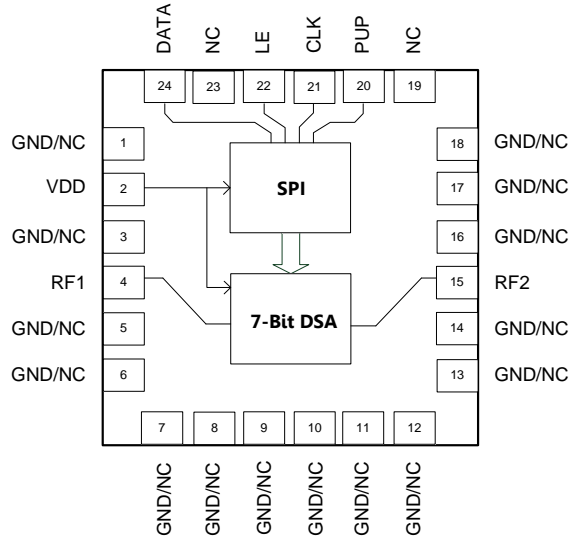 DATA NC LE CLK PUP NC
24 23 22 21 20 19
GND/NC 1 18 GND/NC
VDD 2 SPI 17 GND/NC
GND/NC 3 16 GND/NC
RF1 4 15 RF2
GND/NC 5 7-Bit DSA 14 GND/NC
GND/NC 6 13 GND/NC
7 8 9 10 11 12
GND/NC GND/NC GND/NC GND/NC GND/NC GND/NC